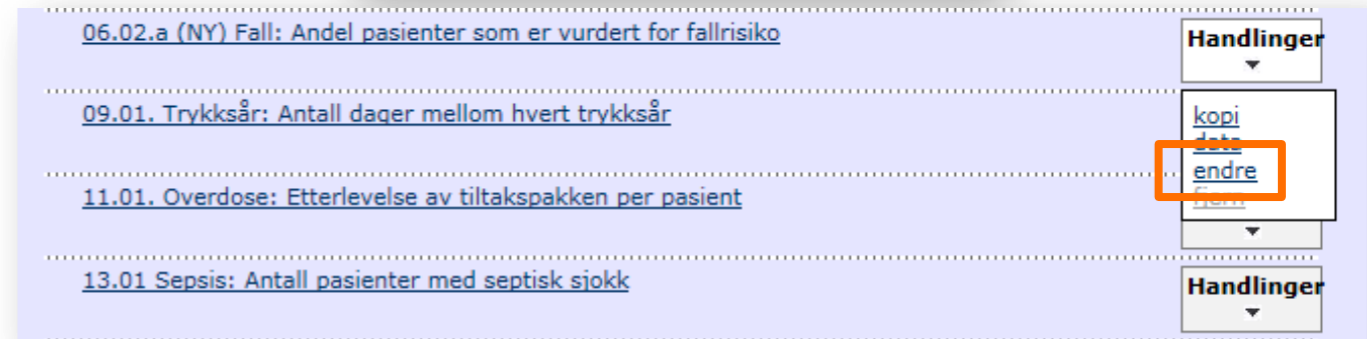 06.02.a (NY) Fall: Andel pasienter som er vurdert for fallrisiko
Handlinger
09.01. Trykksår: Antall dager mellom hvert trykksår
kopi
data
endre
fjern
11.01. Overdose: Etterlevelse av tiltakspakken per pasient
13.01 Sepsis: Antall pasienter med septisk sjokk
Handlinger